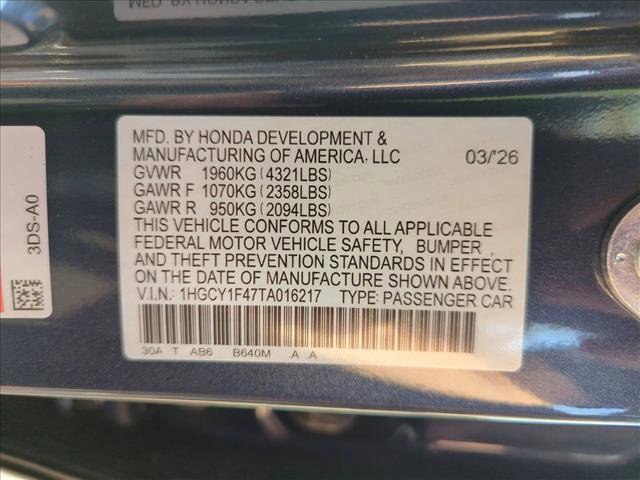 MFD. BY HONDA DEVELOPMENT &
MANUFACTURING OF AMERICA, LLC 03/'26
GVWR 1960KG (4321LBS)
GAWR F 1070KG (2358LBS)
GAWR R 950KG (2094LBS)
THIS VEHICLE CONFORMS TO ALL APPLICABLE
FEDERAL MOTOR VEHICLE SAFETY, BUMPER,
AND THEFT PREVENTION STANDARDS IN EFFECT
ON THE DATE OF MANUFACTURE SHOWN ABOVE.
V.I.N.: 1HGCY1F47TA016217 TYPE: PASSENGER CAR
30A T AB6 B640M .A .A
3DS-A0